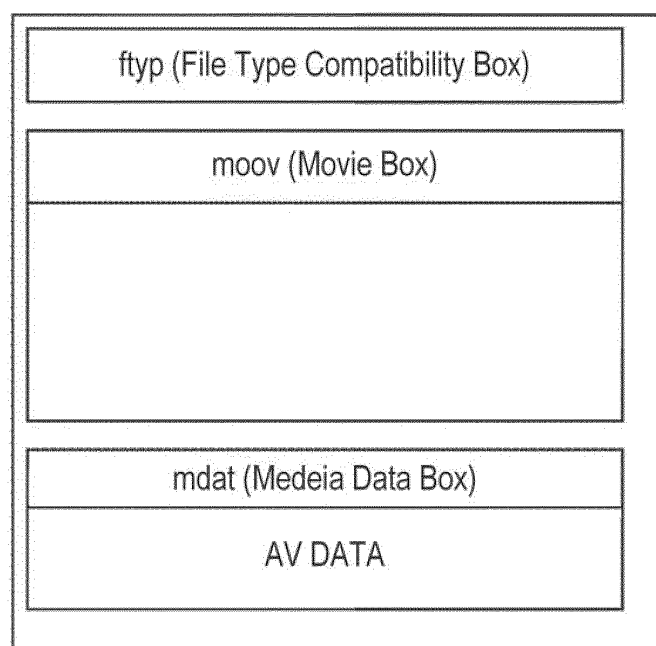 ftyp (File Type Compatibility Box)
moov (Movie Box)
mdat (Medeia Data Box)
AV DATA